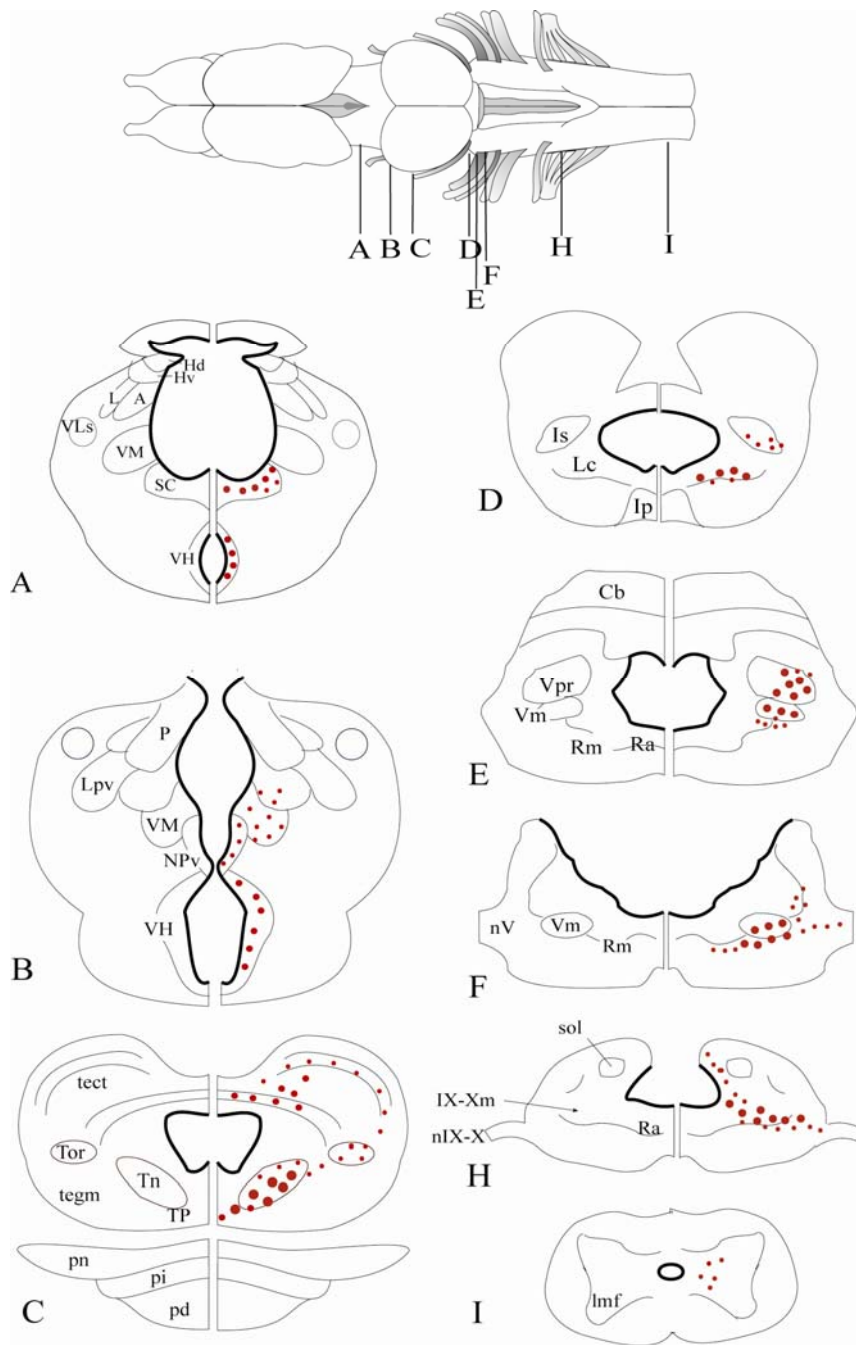 A
B
C
D
E
F
H
I
Hd
Hv
L
A
VLs
VM
SC
VH
A
P
Lpv
VM
NPv
VH
B
tect
Tor
Tn
tegm
TP
pn
pi
pd
C
Is
Lc
Ip
D
Cb
Vpr
Vm
Rm
Ra
E
nV
Vm
Rm
F
sol
IX-Xm
nIX-X
Ra
H
lmf
I